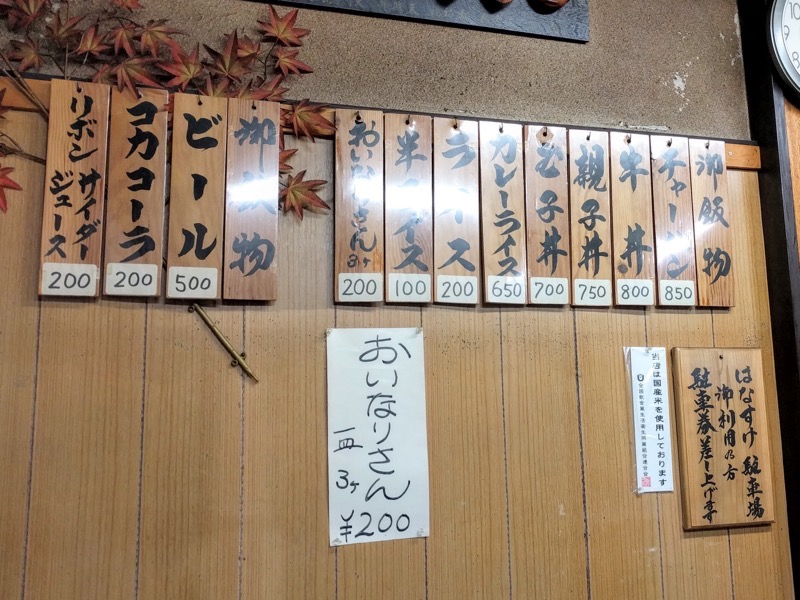 御飯物
チャーハン
850
牛丼
800
親子丼
750
玉子丼
700
カレーライス
650
ライス
200
半ライス
100
おいなりさん3ヶ
200
御飲物
ビール
500
コカコーラ
200
リボン サイダー
ジュース
200
おいなりさん
一皿 3ヶ
¥200
当店は国産米を使用しております
はなすけ 駐車場
御利用の方
駐車券差し上げます